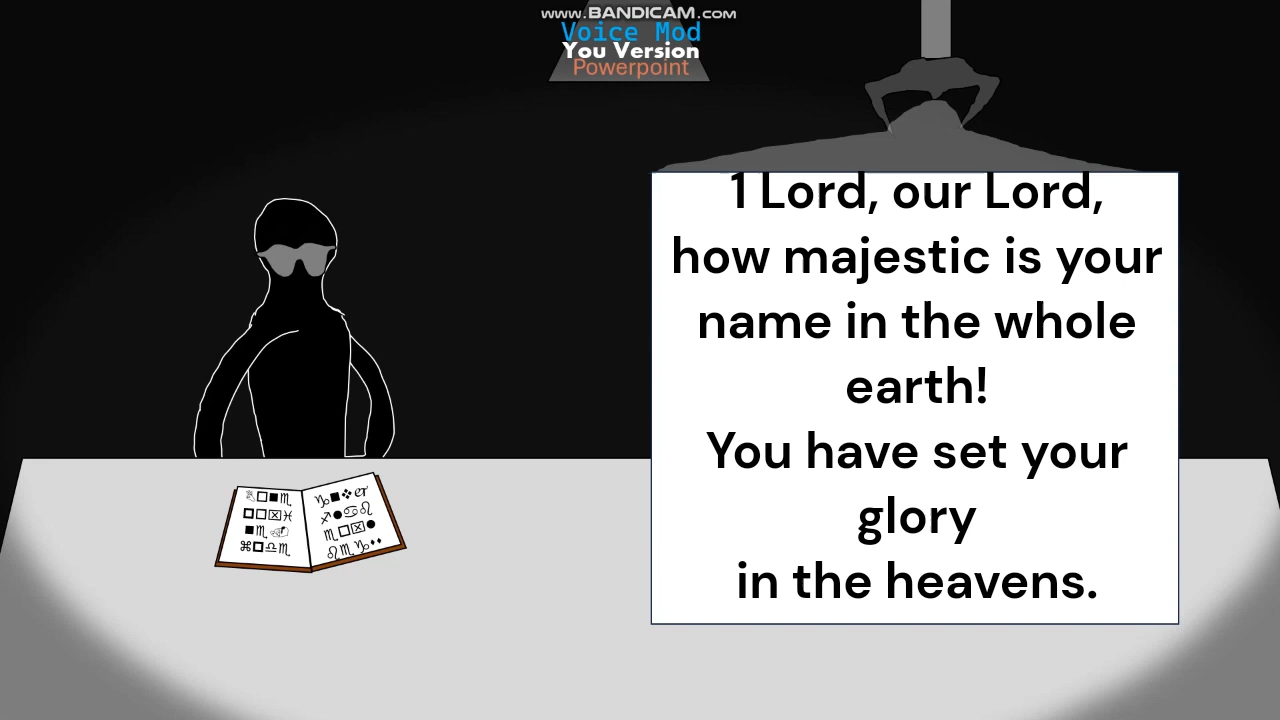 www.BANDICAM.com
Voice Mod
You Version
Powerpoint
1 Lord, our Lord,
how majestic is your
name in the whole
earth!
You have set your
glory
in the heavens.